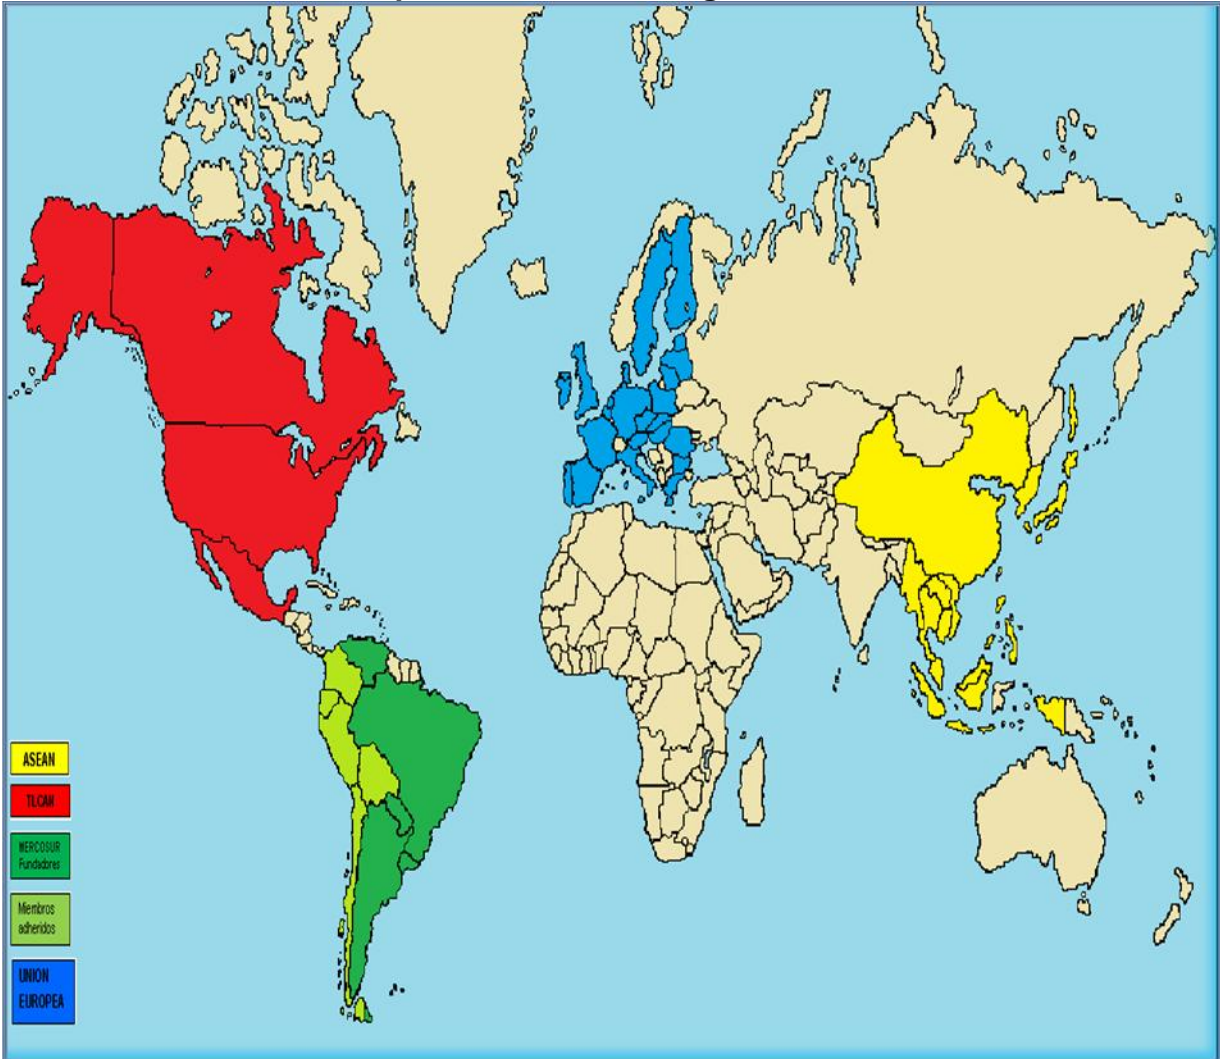 ASEAN
TLCAN
MERCOSUR
Fundadores
Miembros
adheridos
UNION
EUROPEA